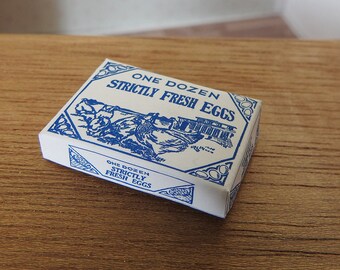 ONE DOZEN
STRICTLY FRESH EGGS
ONE DOZEN
STRICTLY
FRESH EGGS